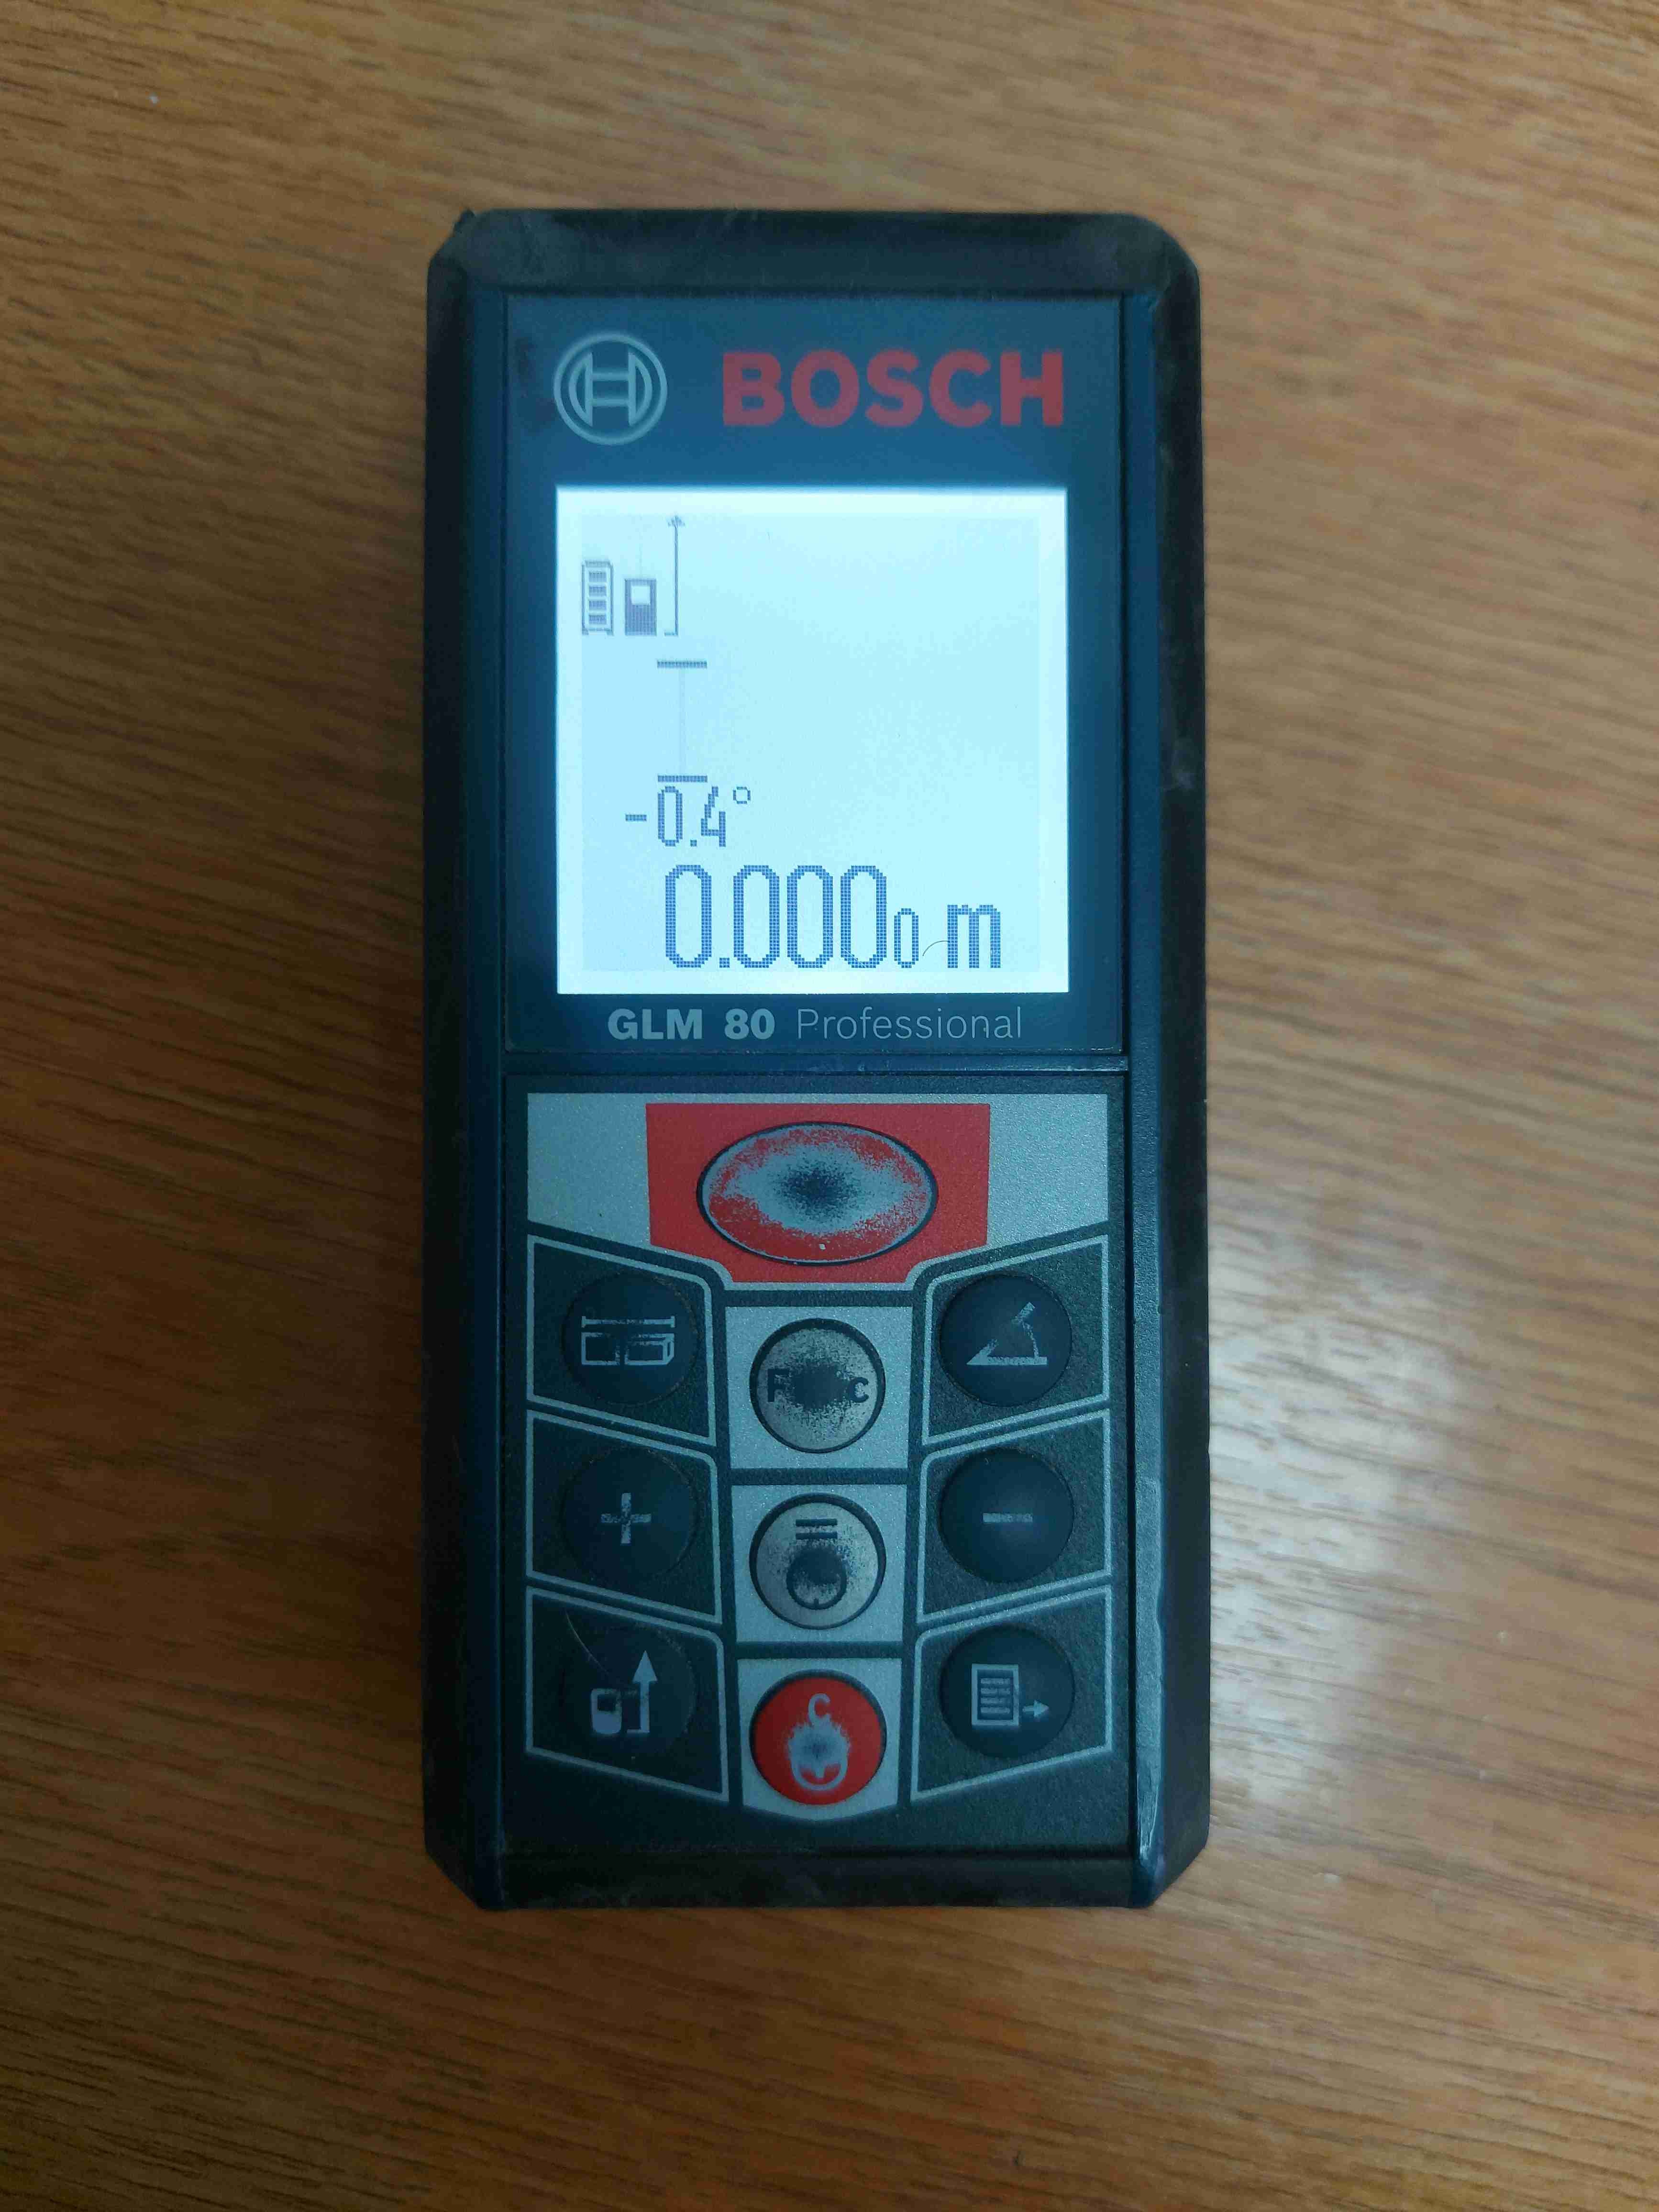 BOSCH
-0.4°
0.0000 m
GLM 80 Professional
+
-
C